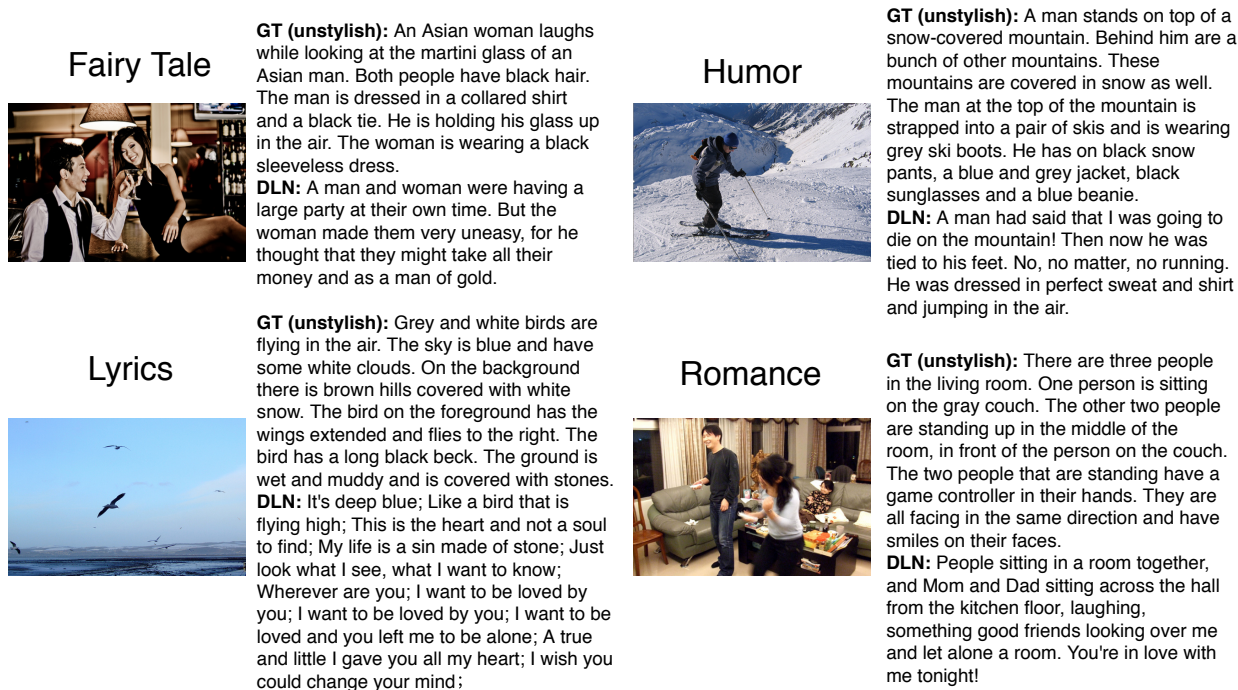 Fairy Tale
GT (unstylish): An Asian woman laughs
while looking at the martini glass of an
Asian man. Both people have black hair.
The man is dressed in a collared shirt
and a black tie. He is holding his glass up
in the air. The woman is wearing a black
sleeveless dress.
DLN: A man and woman were having a
large party at their own time. But the
woman made them very uneasy, for he
thought that they might take all their
money and as a man of gold.
Humor
GT (unstylish): A man stands on top of a
snow-covered mountain. Behind him are a
bunch of other mountains. These
mountains are covered in snow as well.
The man at the top of the mountain is
strapped into a pair of skis and is wearing
grey ski boots. He has on black snow
pants, a blue and grey jacket, black
sunglasses and a blue beanie.
DLN: A man had said that I was going to
die on the mountain! Then now he was
tied to his feet. No, no matter, no running.
He was dressed in perfect sweat and shirt
and jumping in the air.
Lyrics
GT (unstylish): Grey and white birds are
flying in the air. The sky is blue and have
some white clouds. On the background
there is brown hills covered with white
snow. The bird on the foreground has the
wings extended and flies to the right. The
bird has a long black beck. The ground is
wet and muddy and is covered with stones.
DLN: It's deep blue; Like a bird that is
flying high; This is the heart and not a soul
to find; My life is a sin made of stone; Just
look what I see, what I want to know;
Wherever are you; I want to be loved by
you; I want to be loved by you; I want to be
loved and you left me to be alone; A true
and little I gave you all my heart; I wish you
could change your mind;
Romance
GT (unstylish): There are three people
in the living room. One person is sitting
on the gray couch. The other two people
are standing up in the middle of the
room, in front of the person on the couch.
The two people that are standing have a
game controller in their hands. They are
all facing in the same direction and have
smiles on their faces.
DLN: People sitting in a room together,
and Mom and Dad sitting across the hall
from the kitchen floor, laughing,
something good friends looking over me
and let alone a room. You're in love with
me tonight!